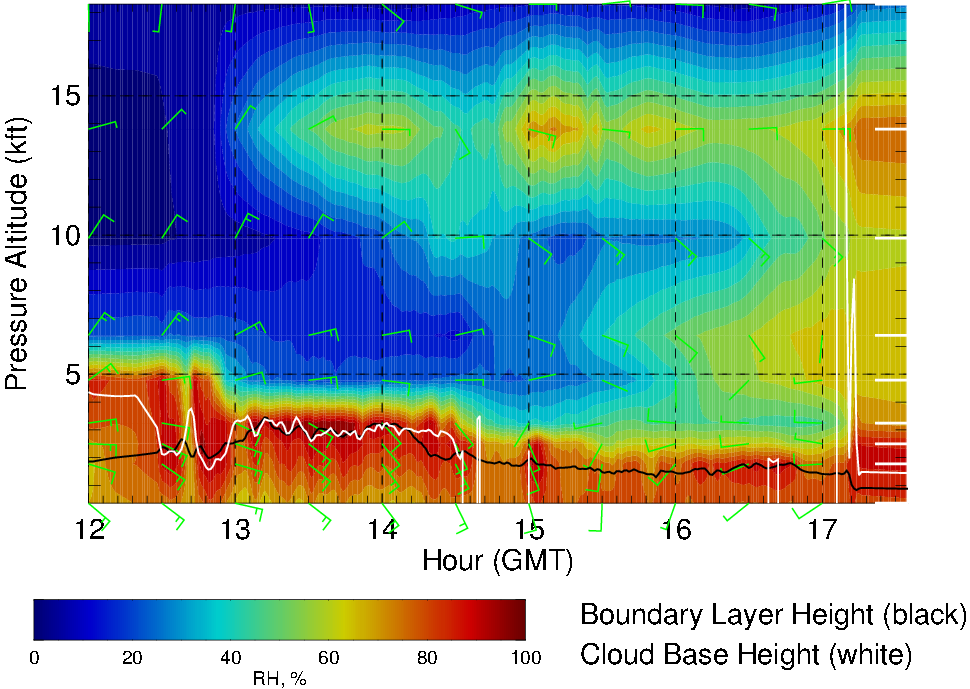 15
10
5
Pressure Altitude (kft)
12 13 14 15 16 17
Hour (GMT)
0 20 40 60 80 100
RH, %
Boundary Layer Height (black)
Cloud Base Height (white)